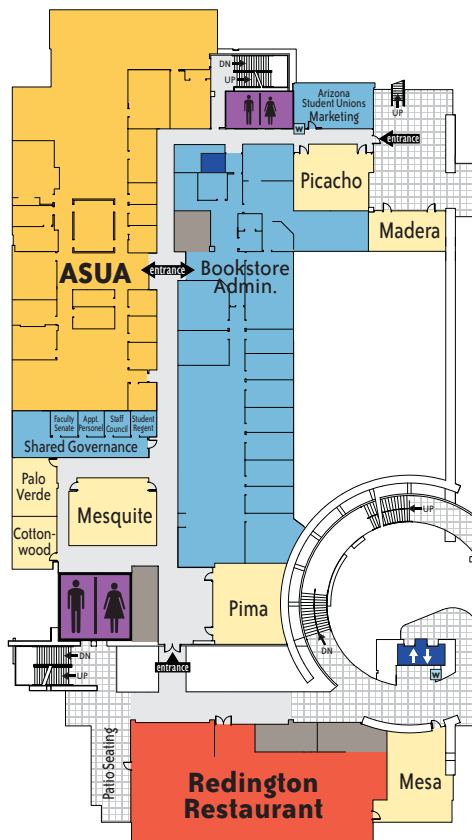 DN
UP
Arizona
Student Unions
Marketing
W
UP
entrance
Picacho
Madera
ASUA
entrance
Bookstore
Admin.
Faculty
Senate
Appt.
Personel
Staff
Council
Student
Regent
Shared Governance
Palo
Verde
Mesquite
Cotton-
wood
UP
Pima
DN
DN
UP
entrance
W
Patio Seating
Redington
Restaurant
Mesa